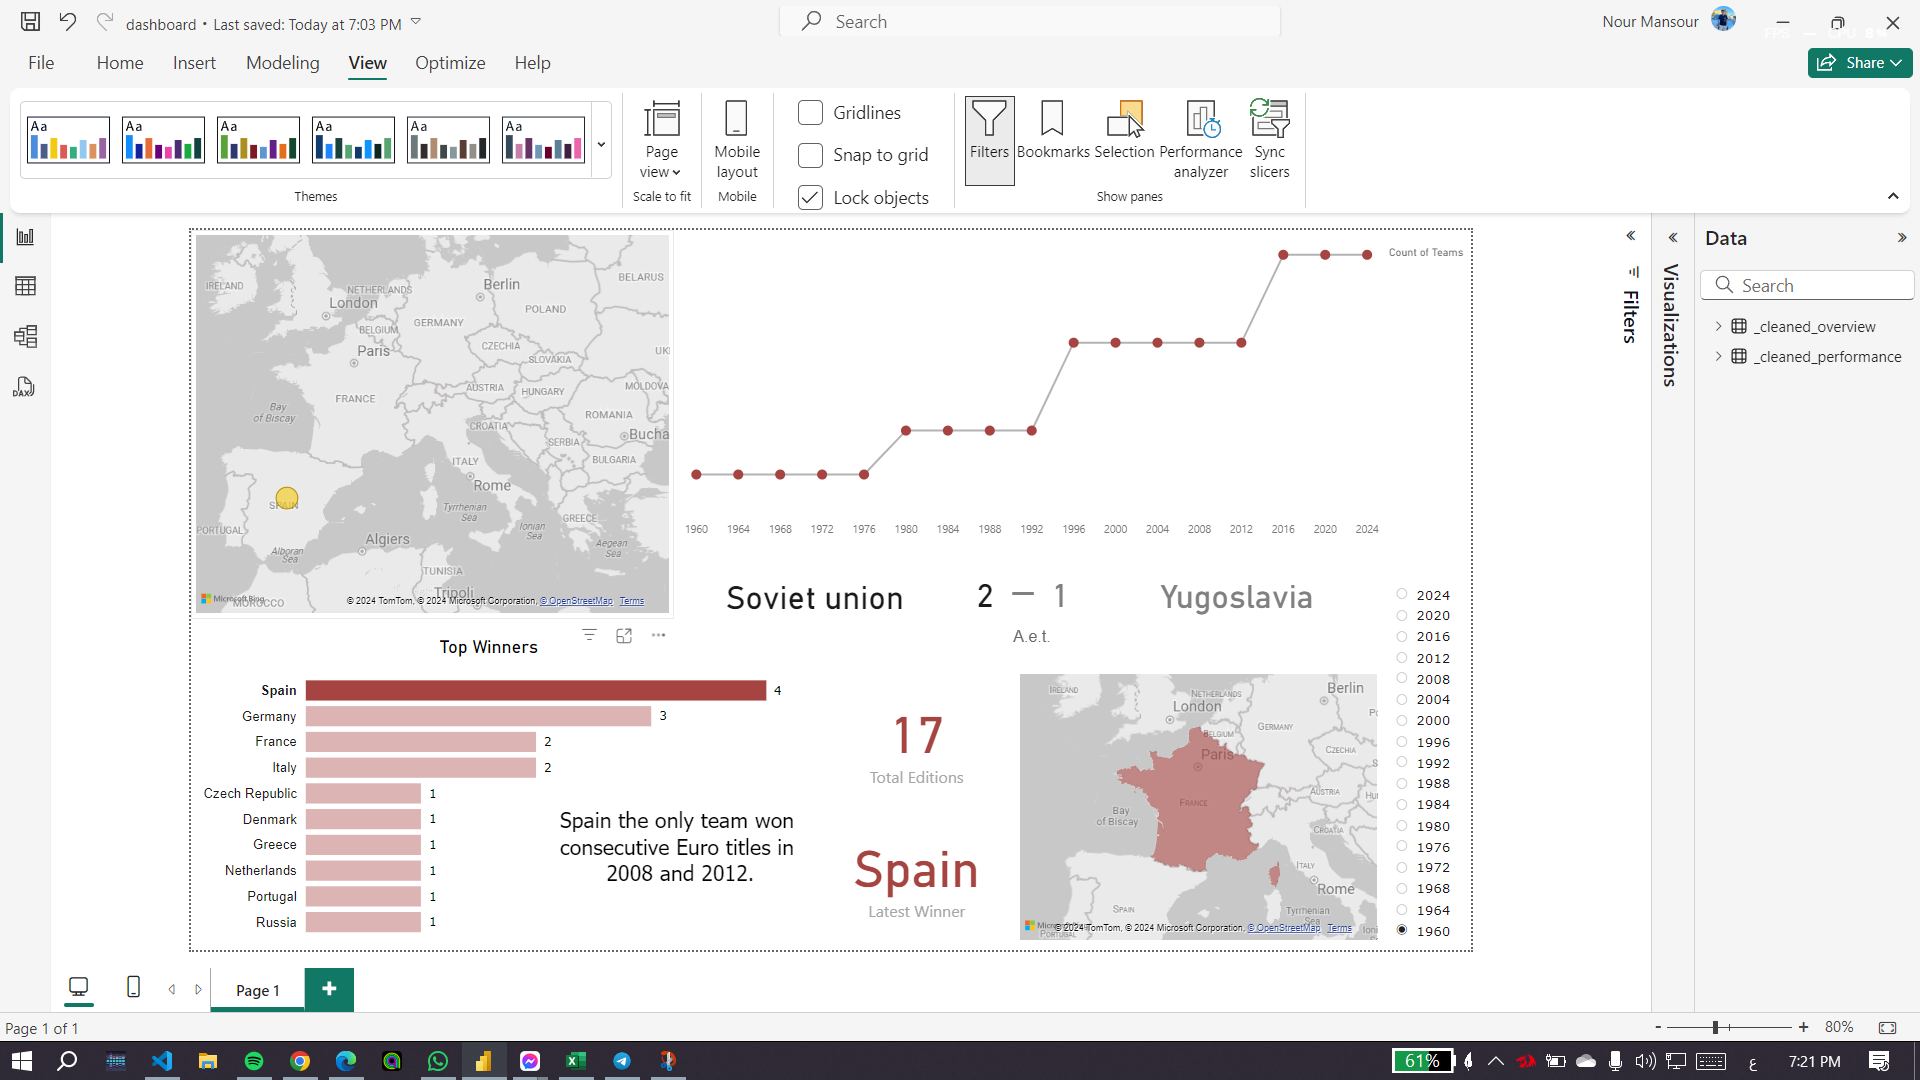 dashboard • Last saved: Today at 7:03 PM
Search
Nour Mansour
File
Home
Insert
Modeling
View
Optimize
Help
Share
Aa
Aa
Aa
Aa
Aa
Aa
Themes
Page
view
Scale to fit
Mobile
layout
Mobile
Gridlines
Snap to grid
Lock objects
Filters
Bookmarks
Selection
Performance
analyzer
Sync
slicers
Show panes
IRELAND
London
NETHERLANDS
Berlin
BELARUS
POLAND
BELGIUM
GERMANY
Paris
CZECHIA
SLOVAKIA
AUSTRIA
HUNGARY
MOLDOVA
FRANCE
Bay
of Biscay
ROMANIA
CROATIA
Bucha
SERBIA
ITALY
BULGARIA
Rome
SPAIN
Tyrrhenian
Sea
GREECE
Ionian
Sea
PORTUGAL
Algiers
Aegean
Sea
Alboran
Sea
TUNISIA
Tripoli
MOROCCO
Microsoft Bing
© 2024 TomTom, © 2024 Microsoft Corporation, © OpenStreetMap Terms
Count of Teams
1960 1964 1968 1972 1976 1980 1984 1988 1992 1996 2000 2004 2008 2012 2016 2020 2024
Soviet union
2 — 1
Yugoslavia
A.e.t.
Top Winners
Spain 4
Germany 3
France 2
Italy 2
Czech Republic 1
Denmark 1
Greece 1
Netherlands 1
Portugal 1
Russia 1
Spain the only team won
consecutive Euro titles in
2008 and 2012.
17
Total Editions
Spain
Latest Winner
IRELAND
London
NETHERLANDS
Berlin
GERMANY
BELGIUM
Paris
CZECHIA
FRANCE
AUSTRIA
Bay
of Biscay
CROATIA
ITALY
Rome
SPAIN
Tyrrhenian
Sea
PORTUGAL
© 2024 TomTom, © 2024 Microsoft Corporation, © OpenStreetMap Terms
2024
2020
2016
2012
2008
2004
2000
1996
1992
1988
1984
1980
1976
1972
1968
1964
1960
Filters
Visualizations
Data
Search
_cleaned_overview
_cleaned_performance
DAX
Page 1
Page 1 of 1
- + 80%
61%
ع
7:21 PM